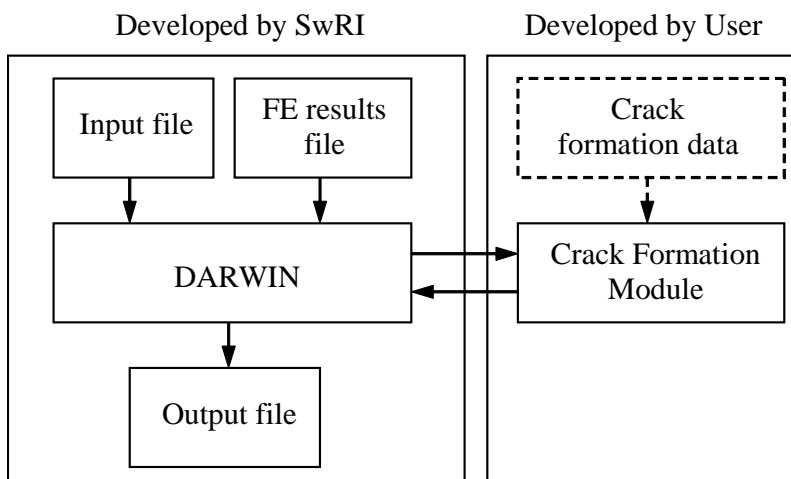 Developed by SwRI
Developed by User
Input file
FE results
file
Crack
formation data
DARWIN
Crack Formation
Module
Output file